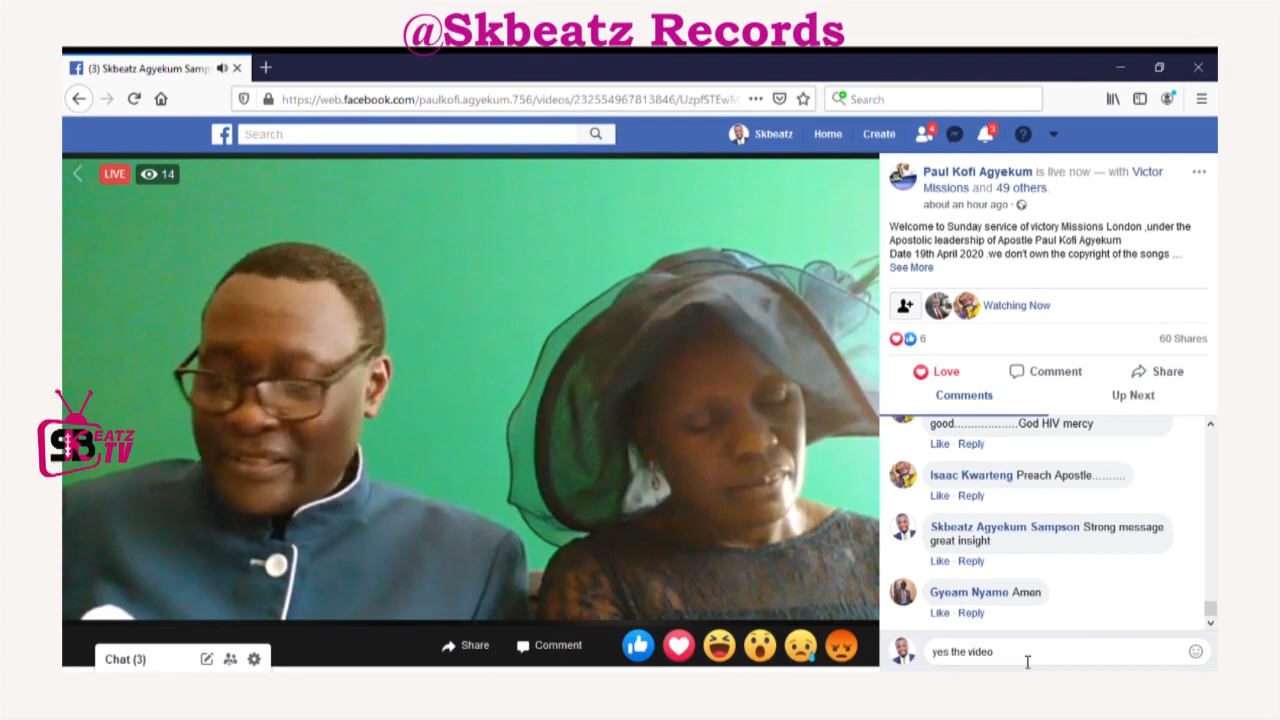 @Skbeatz Records
(3) Skbeatz Agyekum Samp
https://web.facebook.com/paulkofi.agyekum.756/videos/232554967813846/UzpfSTEwM
Search
Search
Skbeatz
Home
Create
4
3
LIVE
14
Paul Kofi Agyekum is live now — with Victor
Missions and 49 others.
about an hour ago
Welcome to Sunday service of victory Missions London ,under the
Apostolic leadership of Apostle Paul Kofi Agyekum
Date 19th April 2020 .we don't own the copyright of the songs ....
See More
Watching Now
6
60 Shares
Love
Comment
Share
Comments
Up Next
good...................God HIV mercy
Like · Reply
Isaac Kwarteng Preach Apostle..........
Like · Reply
Skbeatz Agyekum Sampson Strong message
great insight
Like · Reply
Gyeam Nyame Amen
Like · Reply
yes the video
SKBEATZ
TV
Share
Comment
Chat (3)